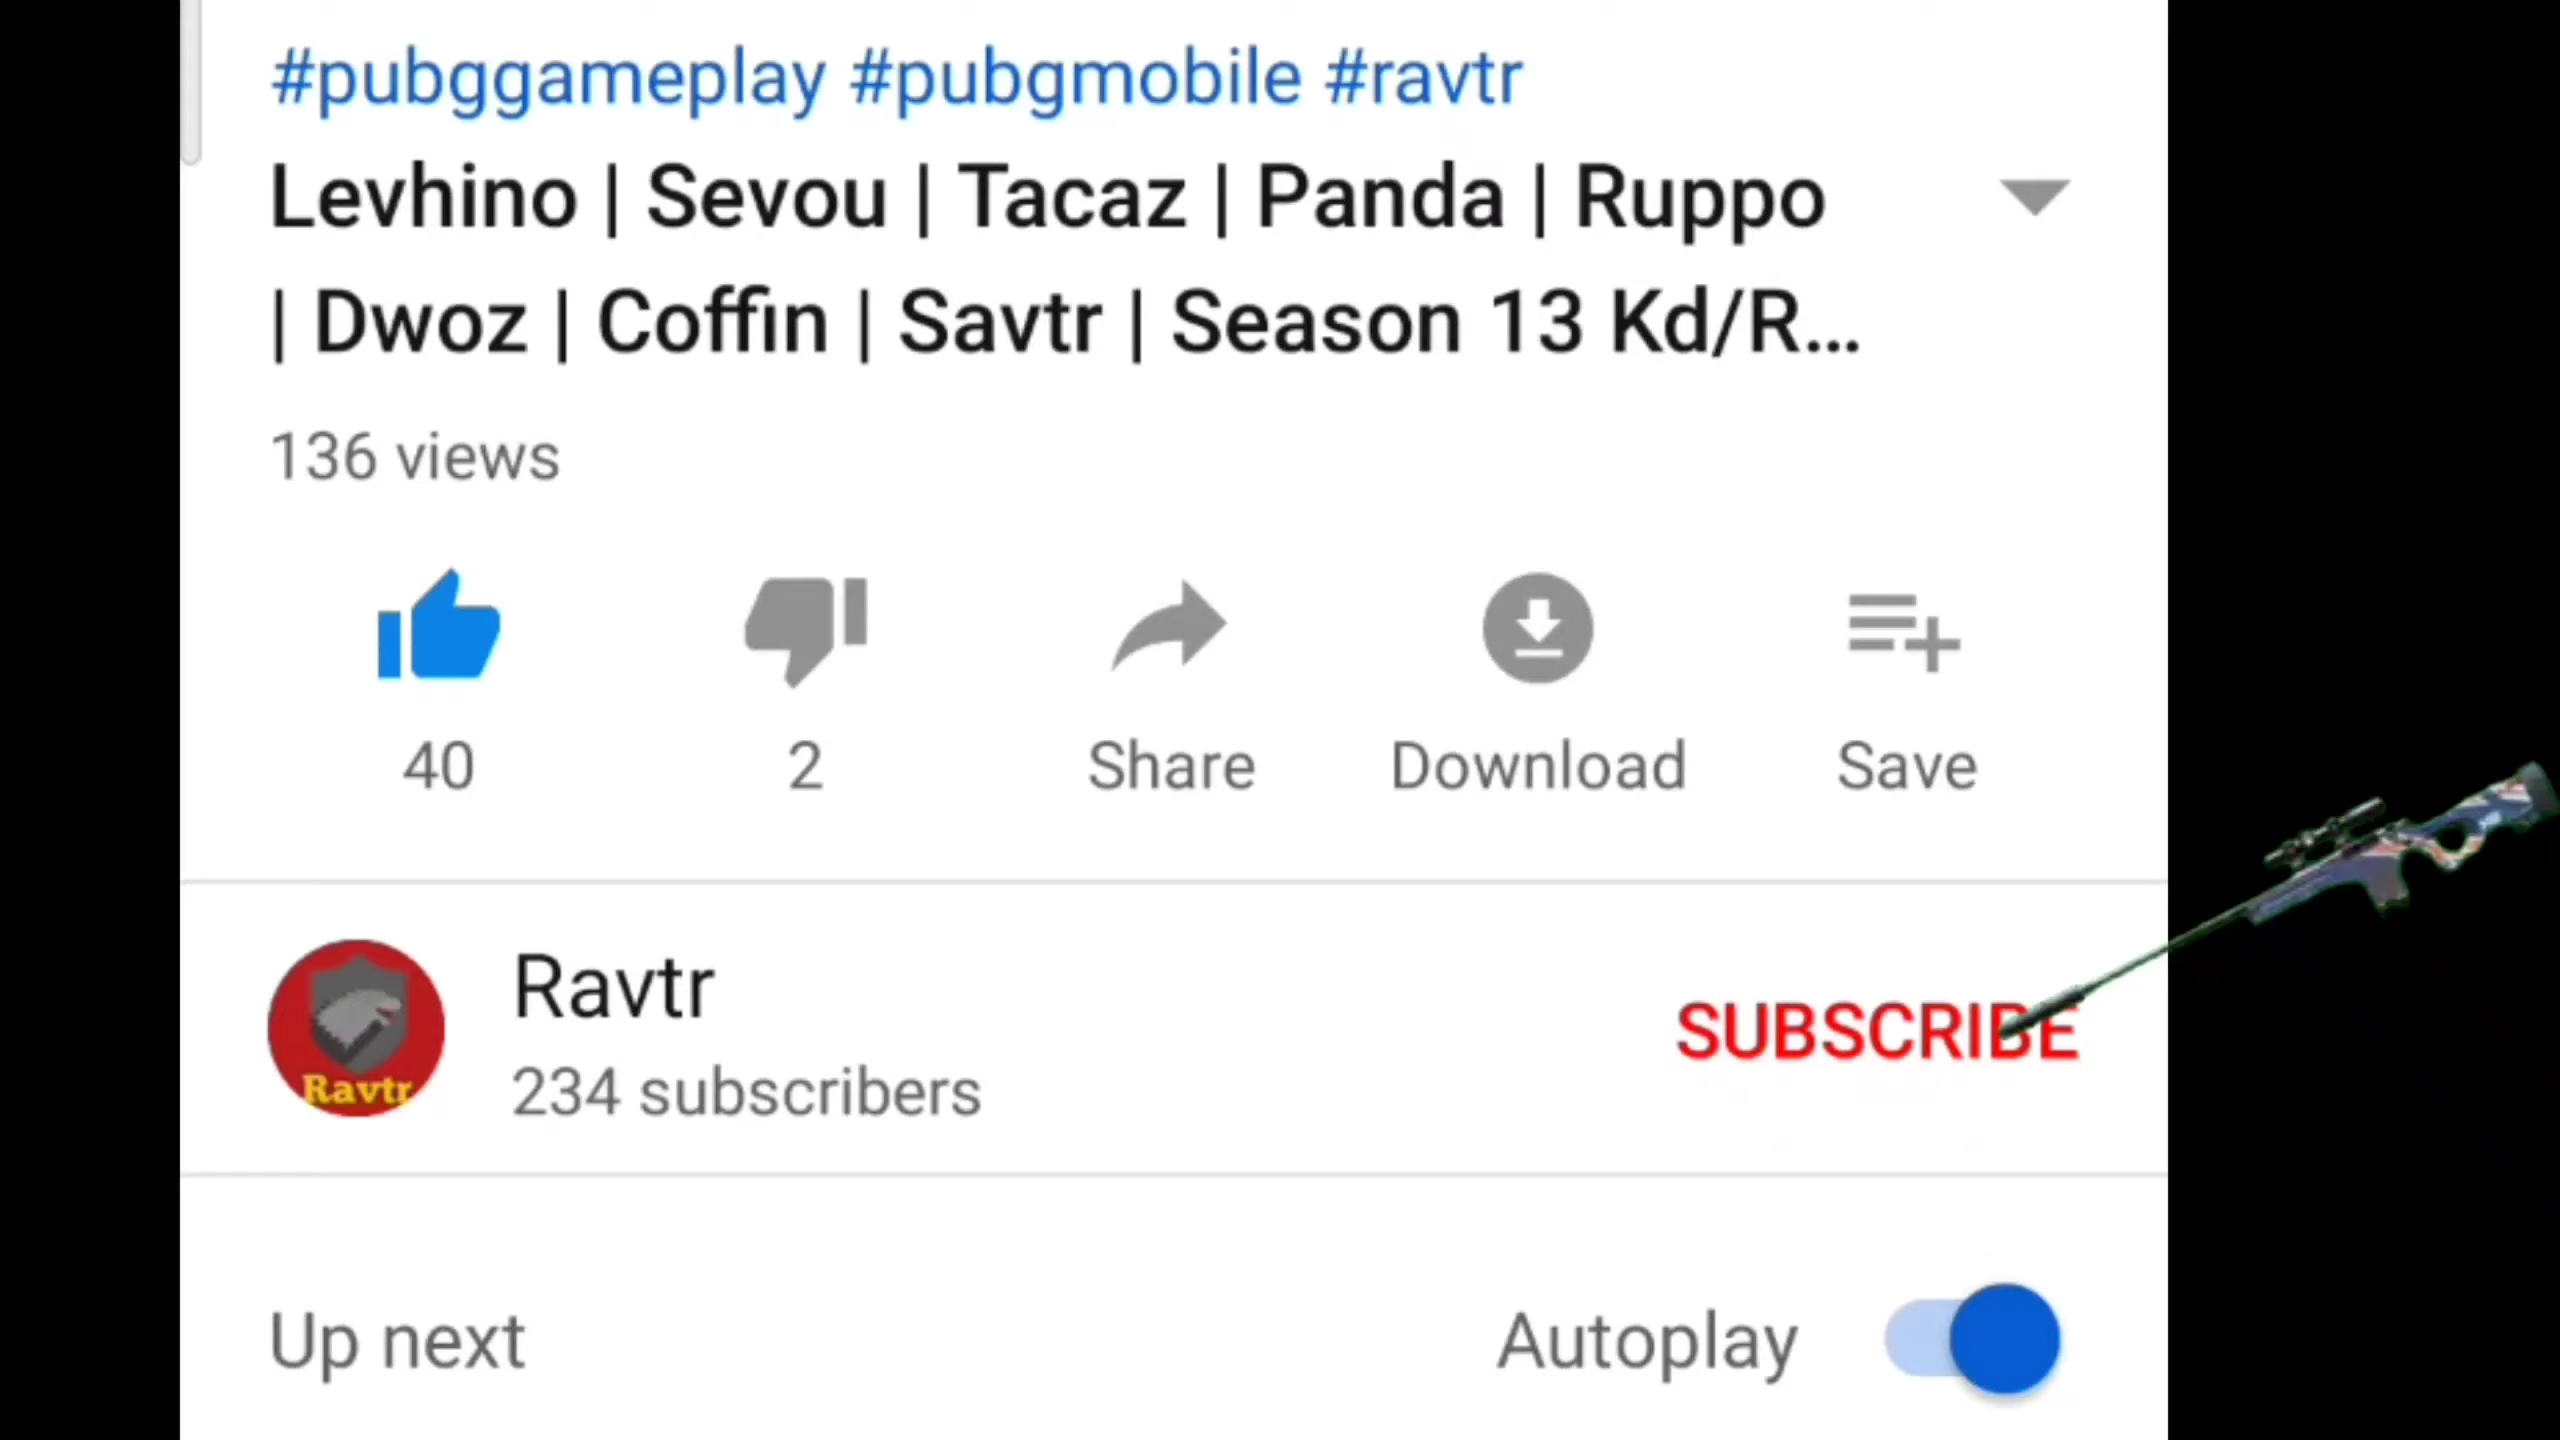 #pubggameplay #pubgmobile #ravtr
Levhino | Sevou | Tacaz | Panda | Ruppo
| Dwoz | Coffin | Savtr | Season 13 Kd/R...
136 views
40
2
Share
Download
Save
Ravtr
Ravtr
234 subscribers
SUBSCRIBE
Up next
Autoplay